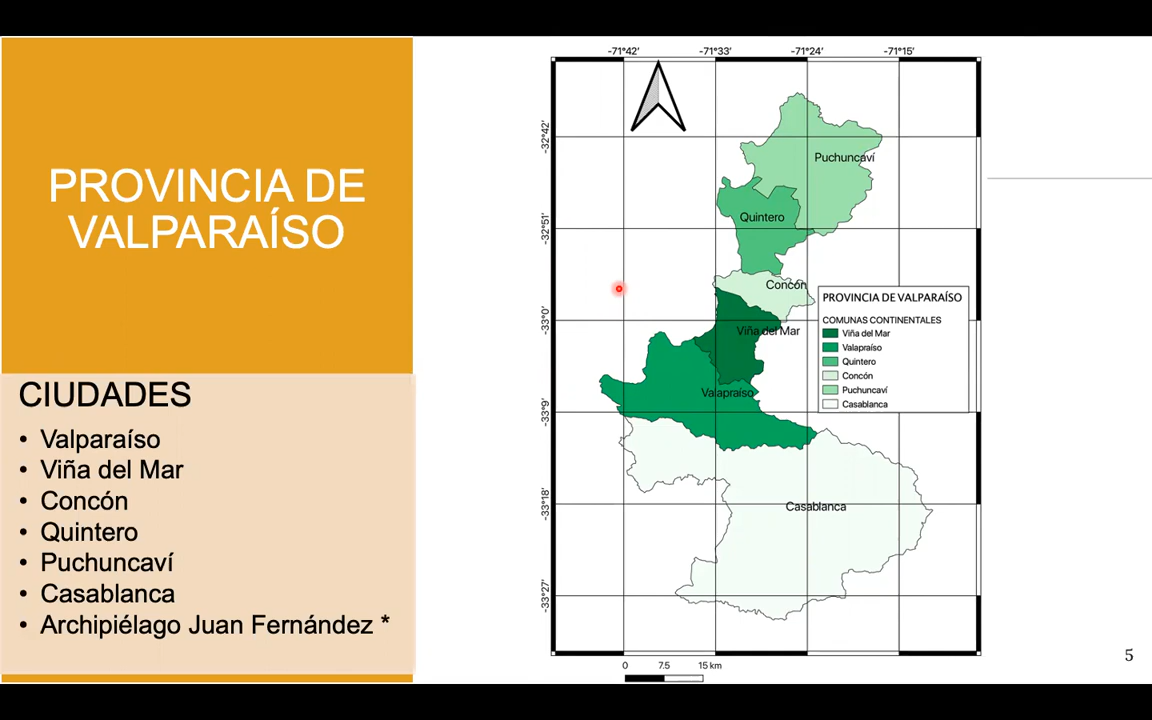 PROVINCIA DE
VALPARAÍSO
CIUDADES
• Valparaíso
• Viña del Mar
• Concón
• Quintero
• Puchuncaví
• Casablanca
• Archipiélago Juan Fernández *
-71°42' -71°33' -71°24' -71°15'
-32°42'
-32°51'
-33°0'
-33°9'
-33°18'
-33°27'
Puchuncaví
Quintero
Concón
Viña del Mar
Valapraíso
Casablanca
PROVINCIA DE VALPARAÍSO
COMUNAS CONTINENTALES
Viña del Mar
Valapraíso
Quintero
Concón
Puchuncaví
Casablanca
0 7.5 15 km
5